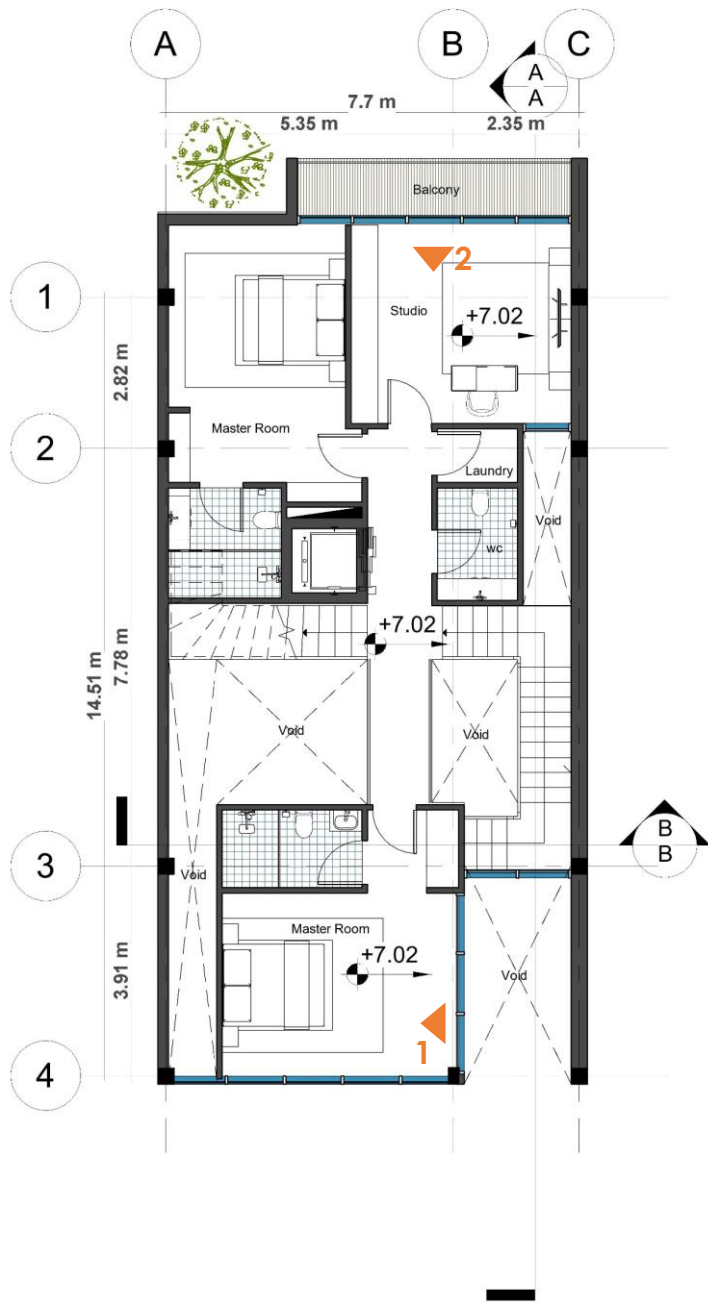 A
B
C
A
A
7.7 m
5.35 m
2.35 m
Balcony
2
1
Studio
+7.02
2.82 m
Master Room
2
Laundry
Void
wc
+7.02
14.51 m
7.78 m
Void
Void
B
B
3
Void
Master Room
+7.02
Void
3.91 m
1
4